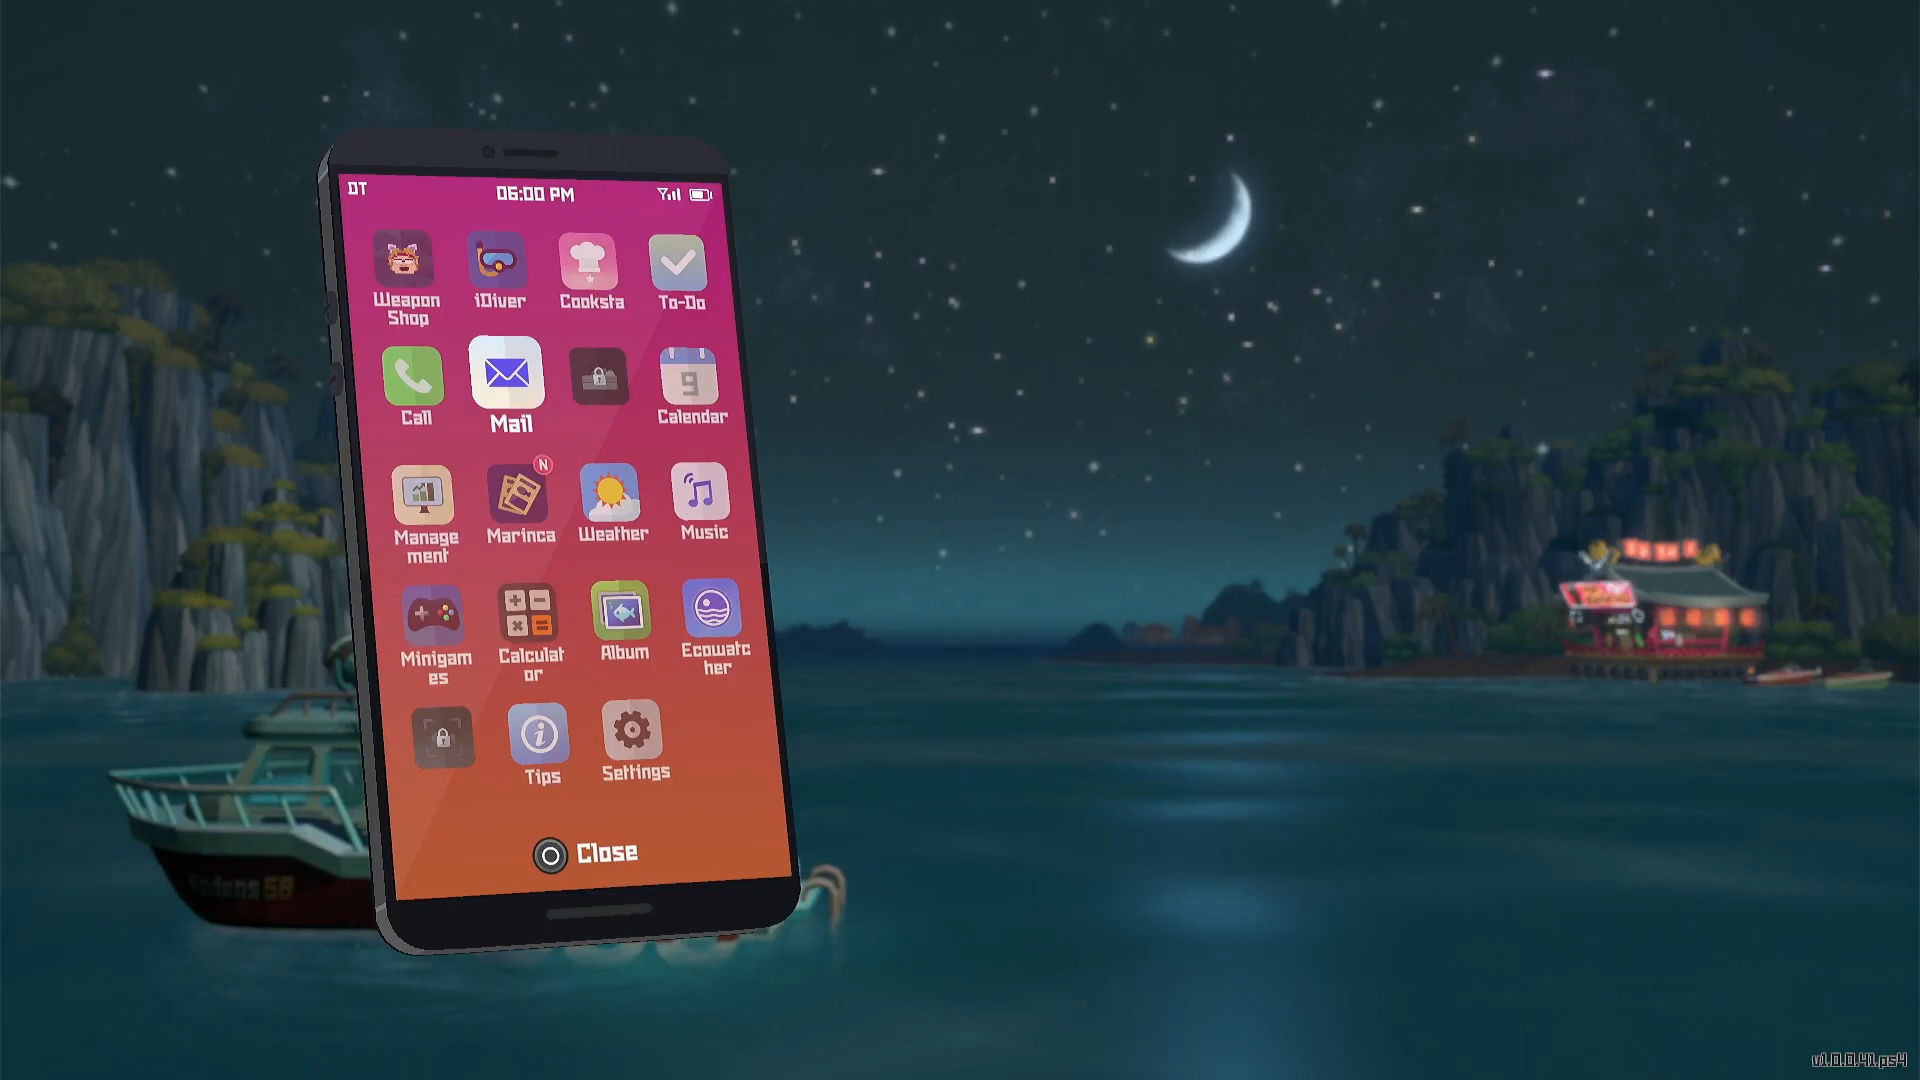 DT
06:00 PM
Weapon
Shop
iDiver
Cooksta
To-Do
Call
Mail
9
Calendar
Manage
ment
N
Marinca
Weather
Music
Minigam
es
Calculat
or
Album
Ecowatc
her
Tips
Settings
Close
58
v1.0.0.41.ps4